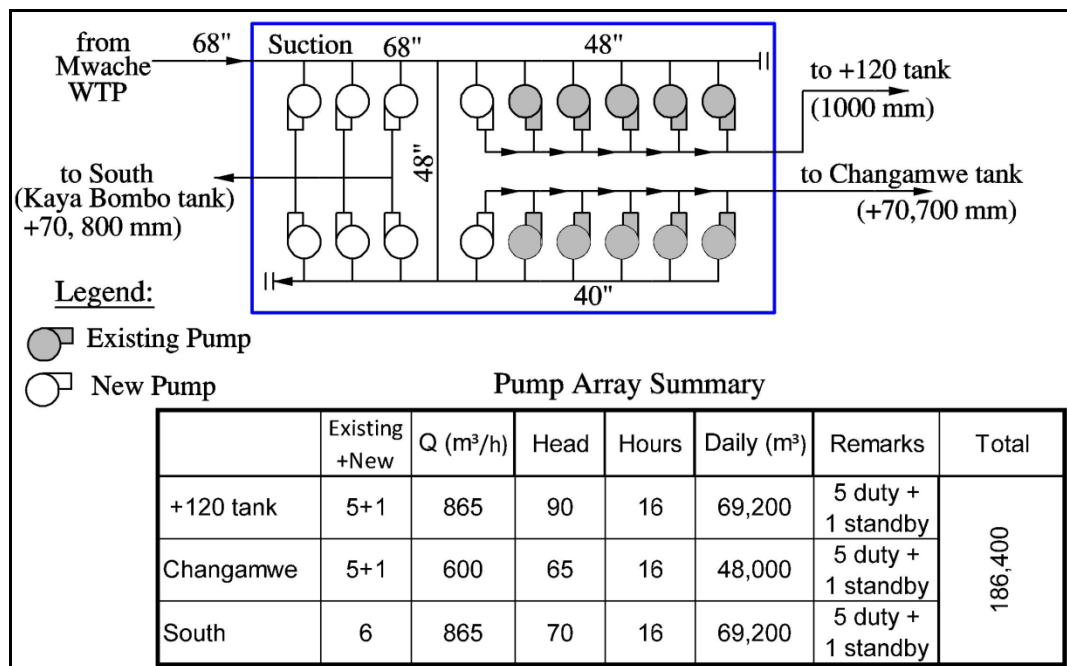 from
Mwache
WTP
68"
Suction
68"
48"
to +120 tank
(1000 mm)
48"
to South
(Kaya Bombo tank)
+70, 800 mm)
to Changamwe tank
(+70,700 mm)
40"
Legend:
Existing Pump
New Pump
Pump Array Summary
Existing
+New
Q (m³/h)
Head
Hours
Daily (m³)
Remarks
Total
+120 tank
5+1
865
90
16
69,200
5 duty +
1 standby
186,400
Changamwe
5+1
600
65
16
48,000
5 duty +
1 standby
South
6
865
70
16
69,200
5 duty +
1 standby